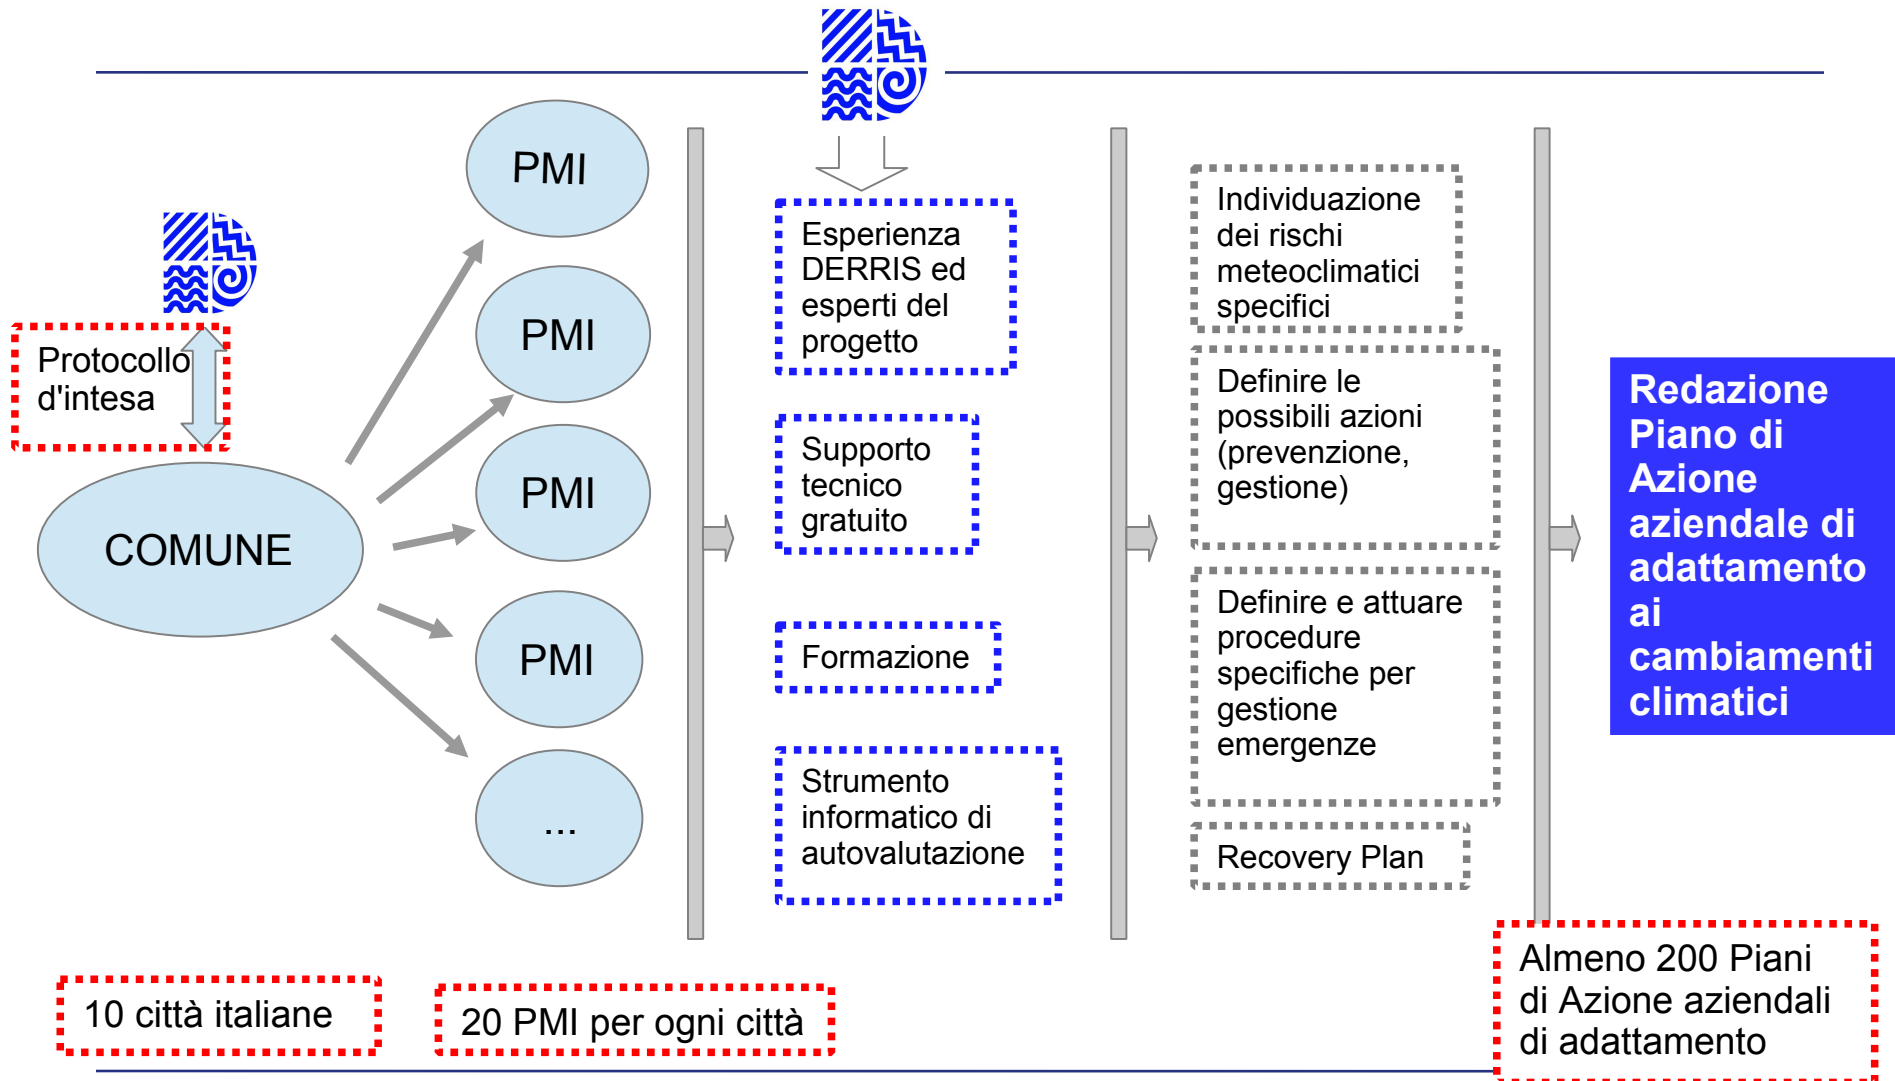 Protocollo
d'intesa
COMUNE
PMI
PMI
PMI
PMI
...
10 città italiane
20 PMI per ogni città
Esperienza
DERRIS ed
esperti del
progetto
Supporto
tecnico
gratuito
Formazione
Strumento
informatico di
autovalutazione
Individuazione
dei rischi
meteoclimatici
specifici
Definire le
possibili azioni
(prevenzione,
gestione)
Definire e attuare
procedure
specifiche per
gestione
emergenze
Recovery Plan
Redazione
Piano di
Azione
aziendale di
adattamento
ai
cambiamenti
climatici
Almeno 200 Piani
di Azione aziendali
di adattamento